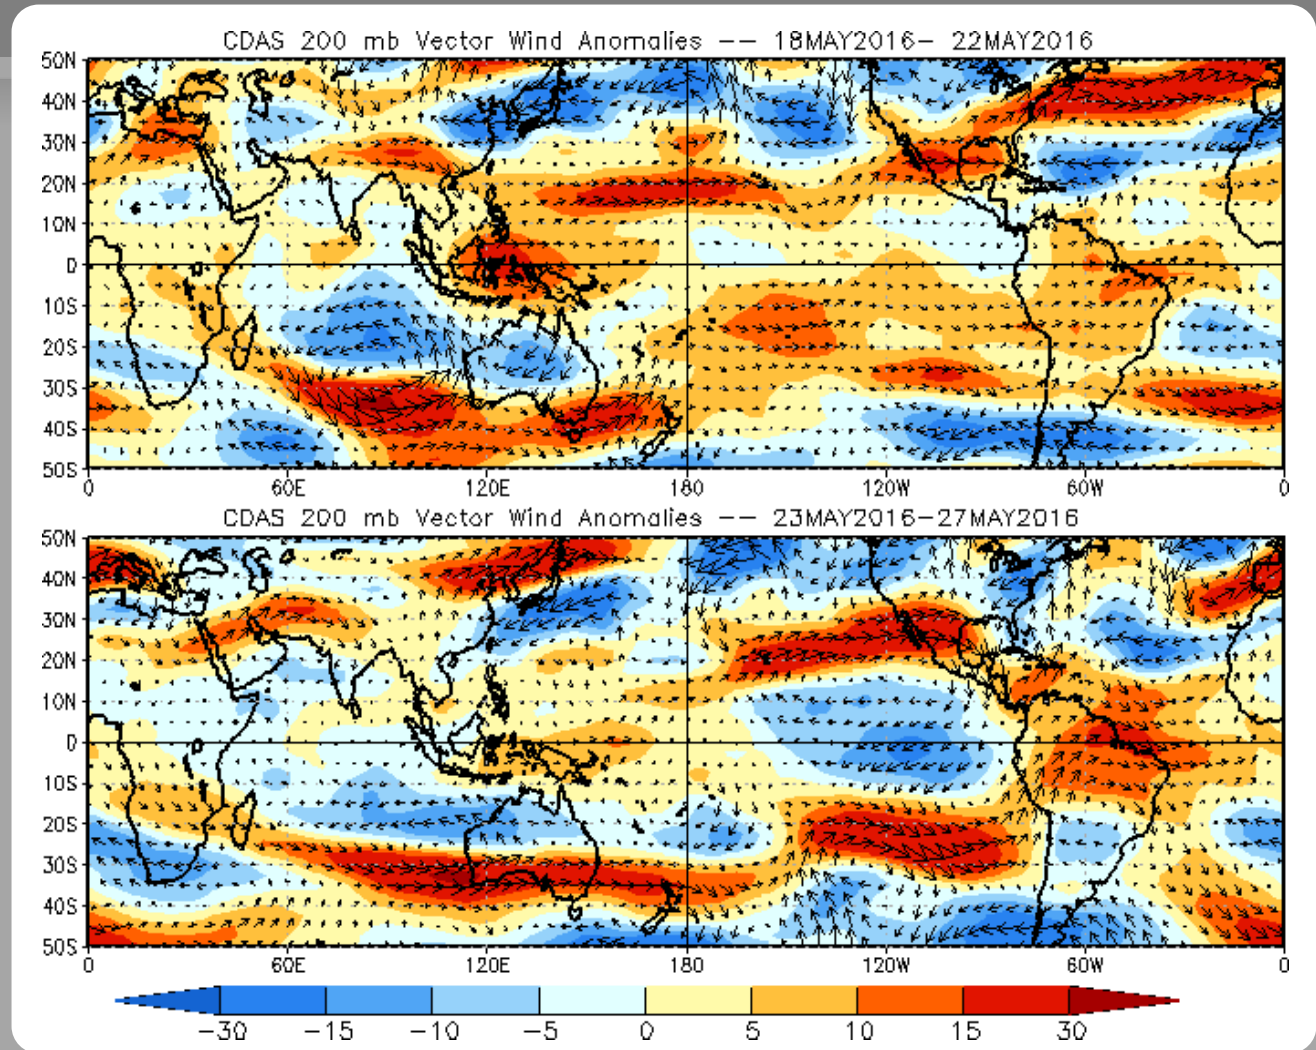 CDAS 200 mb Vector Wind Anomalies -- 18MAY2016- 22MAY2016
50N
40N
30N
20N
10N
0
10S
20S
30S
40S
50S
0 60E 120E 180 120W 60W 0
CDAS 200 mb Vector Wind Anomalies -- 23MAY2016-27MAY2016
50N
40N
30N
20N
10N
0
10S
20S
30S
40S
50S
0 60E 120E 180 120W 60W 0
-30 -15 -10 -5 0 5 10 15 30